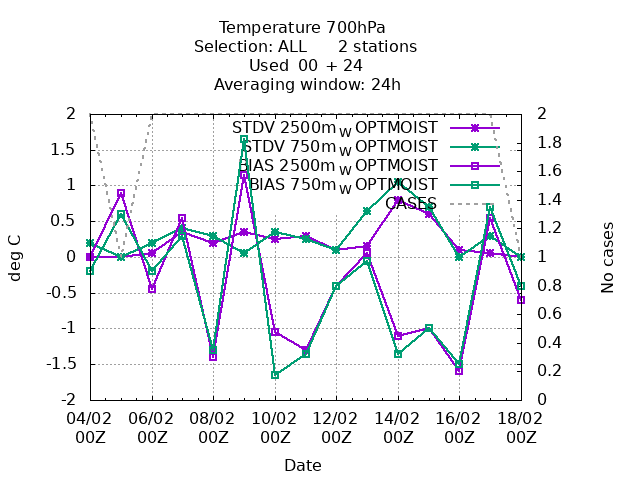 Temperature 700hPa
Selection: ALL 2 stations
Used 00 + 24
Averaging window: 24h
STDV 2500m_W OPTMOIST
STDV 750m_W OPTMOIST
BIAS 2500m_W OPTMOIST
BIAS 750m_W OPTMOIST
CASES
2
1.5
1
0.5
0
-0.5
-1
-1.5
-2
deg C
2
1.8
1.6
1.4
1.2
1
0.8
0.6
0.4
0.2
0
No cases
04/02 06/02 08/02 10/02 12/02 14/02 16/02 18/02
00Z 00Z 00Z 00Z 00Z 00Z 00Z 00Z
Date